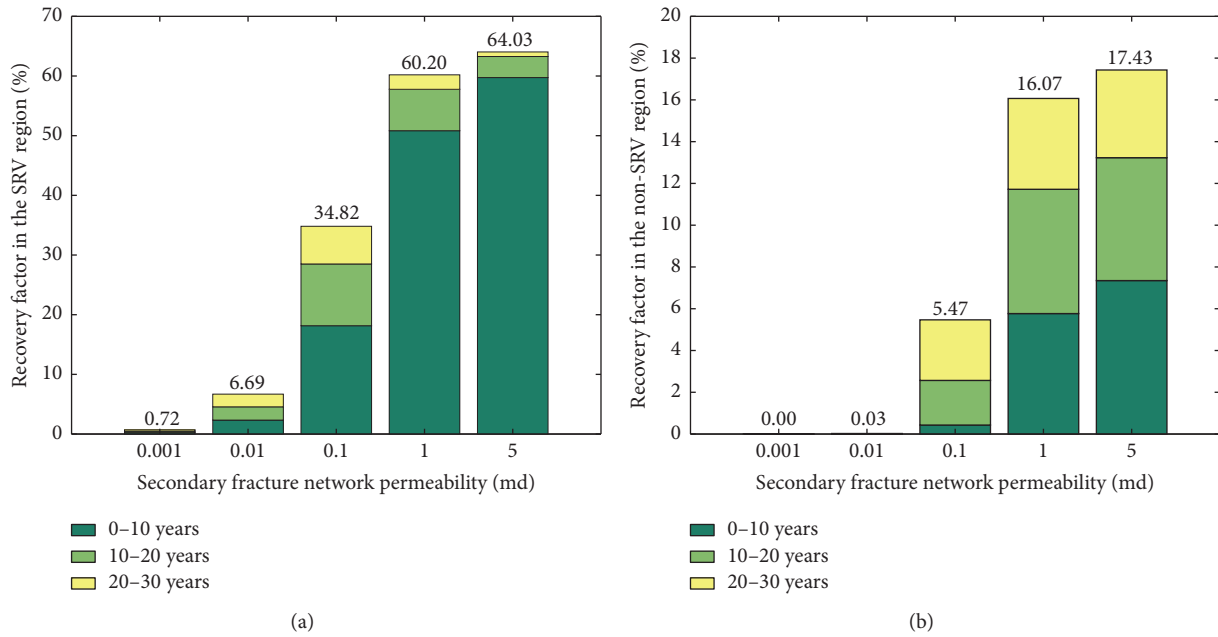 70
60
50
40
30
20
10
0
Recovery factor in the SRV region (%)
0.72
6.69
34.82
60.20
64.03
0.001 0.01 0.1 1 5
Secondary fracture network permeability (md)
0–10 years
10–20 years
20–30 years
(a)
20
18
16
14
12
10
8
6
4
2
0
Recovery factor in the non-SRV region (%)
0.00
0.03
5.47
16.07
17.43
0.001 0.01 0.1 1 5
Secondary fracture network permeability (md)
0–10 years
10–20 years
20–30 years
(b)